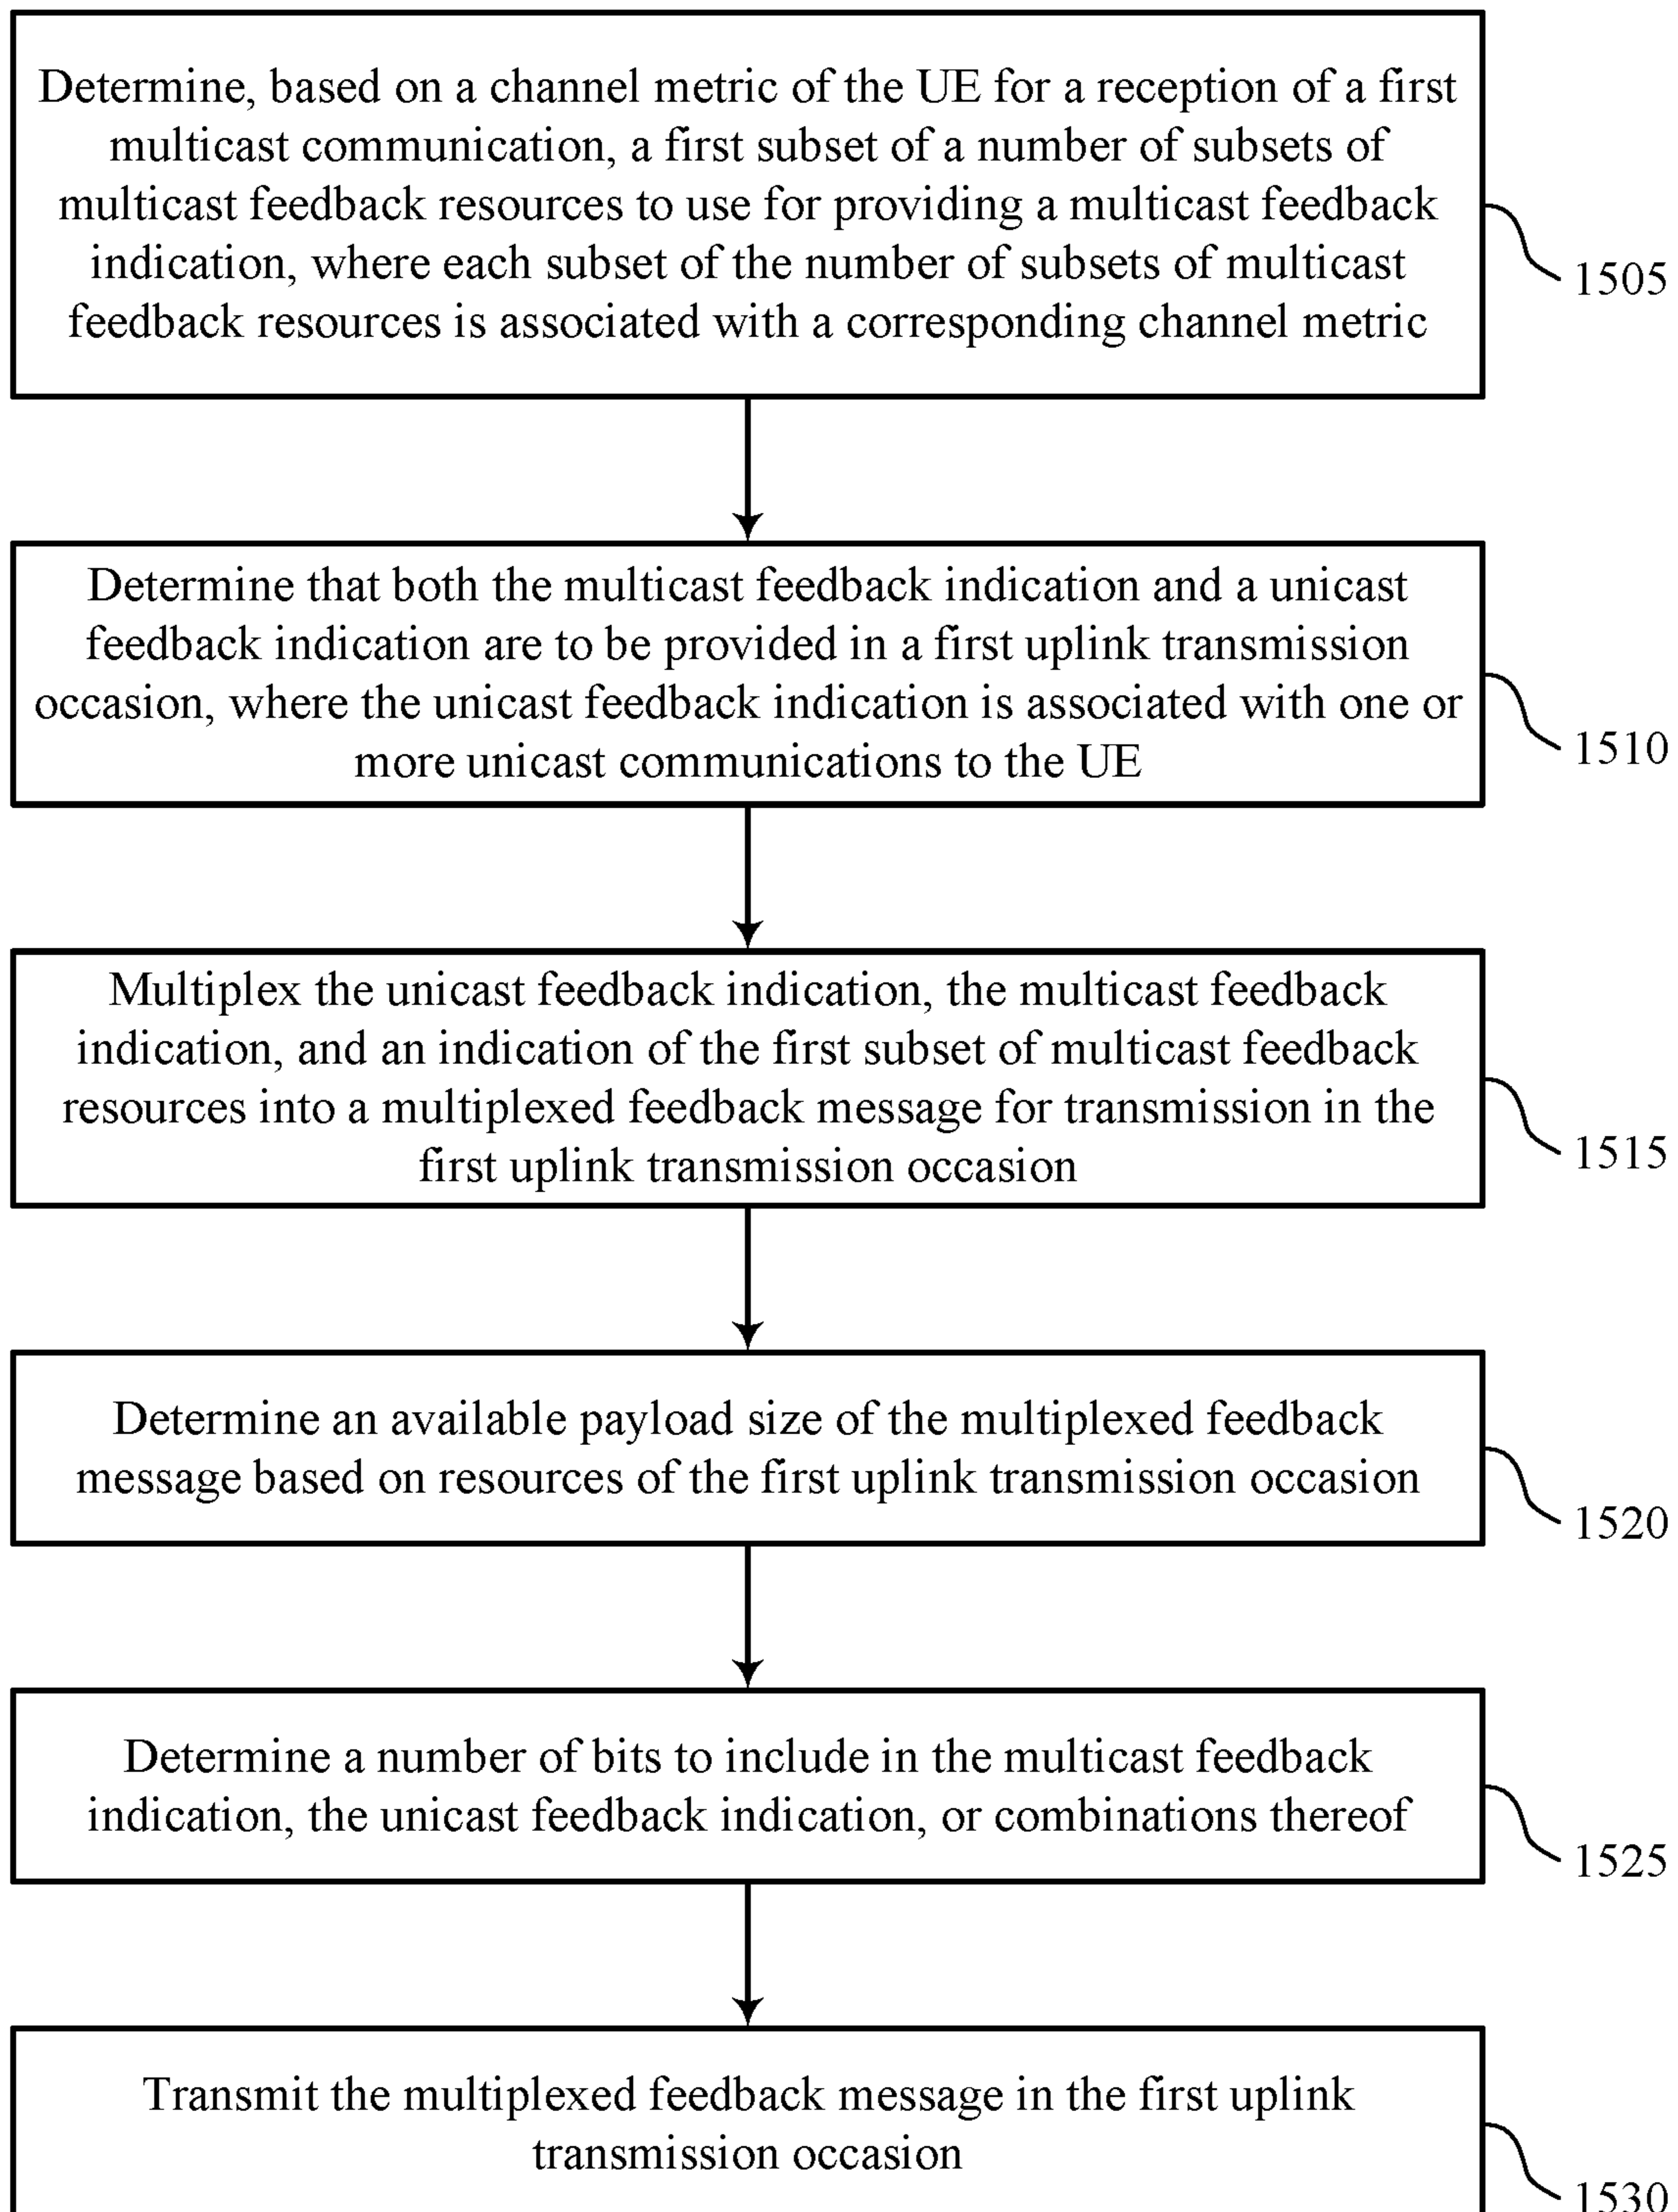 Determine, based on a channel metric of the UE for a reception of a first
multicast communication, a first subset of a number of subsets of
multicast feedback resources to use for providing a multicast feedback
indication, where each subset of the number of subsets of multicast
feedback resources is associated with a corresponding channel metric
1505
Determine that both the multicast feedback indication and a unicast
feedback indication are to be provided in a first uplink transmission
occasion, where the unicast feedback indication is associated with one or
more unicast communications to the UE
1510
Multiplex the unicast feedback indication, the multicast feedback
indication, and an indication of the first subset of multicast feedback
resources into a multiplexed feedback message for transmission in the
first uplink transmission occasion
1515
Determine an available payload size of the multiplexed feedback
message based on resources of the first uplink transmission occasion
1520
Determine a number of bits to include in the multicast feedback
indication, the unicast feedback indication, or combinations thereof
1525
Transmit the multiplexed feedback message in the first uplink
transmission occasion
1530